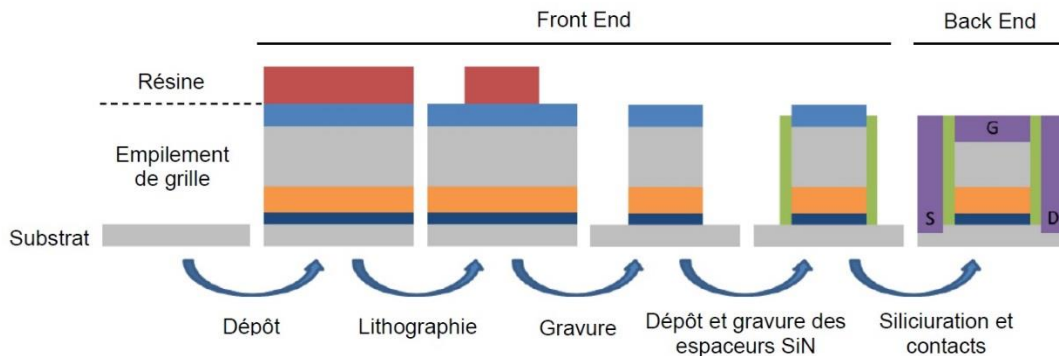 Front End
Back End
Résine
Empilement
de grille
Substrat
G
S
D
Dépôt
Lithographie
Gravure
Dépôt et gravure des
espaceurs SiN
Siliciuration et
contacts